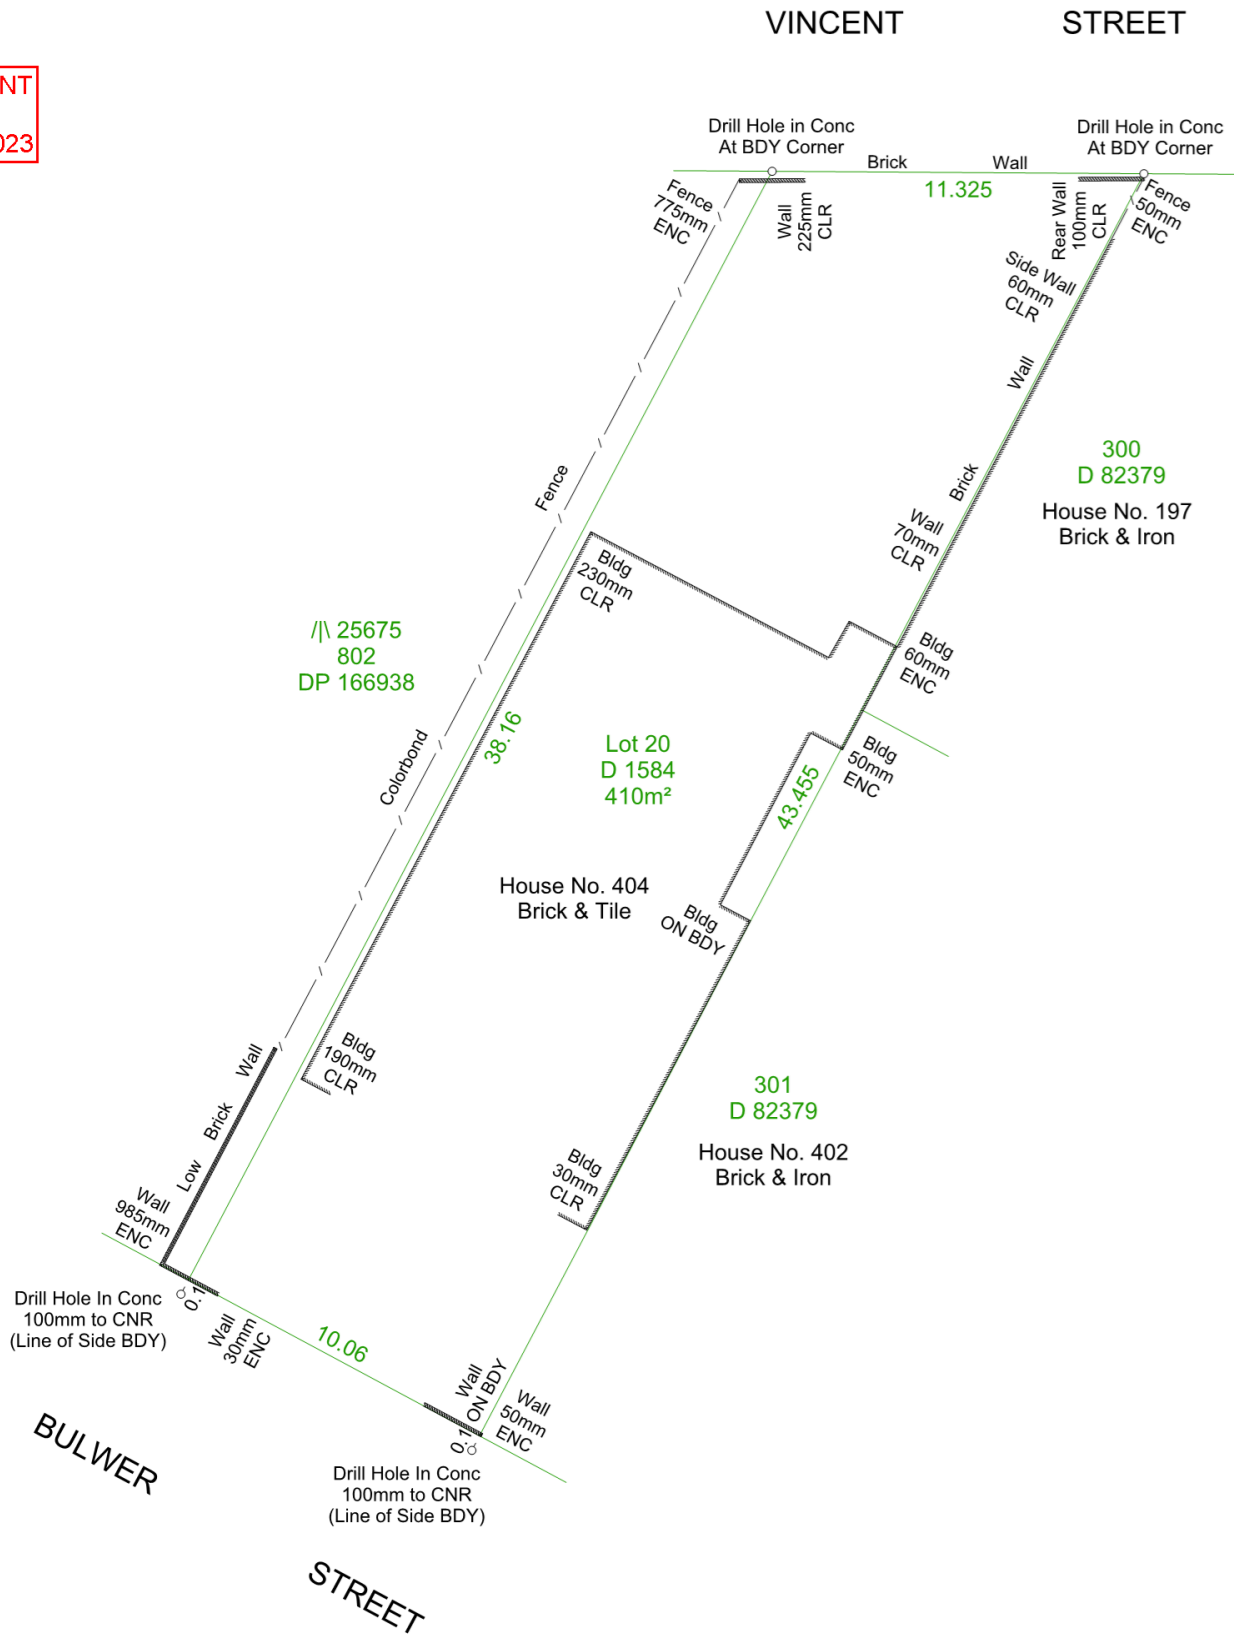 VINCENT STREET
NT
023
Drill Hole in Conc
At BDY Corner
Drill Hole in Conc
At BDY Corner
Brick Wall
11.325
Fence
775mm
ENC
Wall
225mm
CLR
Rear Wall
100mm
CLR
Fence
50mm
ENC
Side Wall
60mm
CLR
Wall
Brick
Fence
300
D 82379
House No. 197
Brick & Iron
Wall
70mm
CLR
Bldg
230mm
CLR
/|\ 25675
802
DP 166938
Bldg
60mm
ENC
38.16
Lot 20
D 1584
410m²
Bldg
50mm
ENC
43.455
Colorbond
House No. 404
Brick & Tile
Bldg
ON BDY
Bldg
190mm
CLR
Wall
Brick
Low
301
D 82379
House No. 402
Brick & Iron
Bldg
30mm
CLR
Wall
985mm
ENC
Drill Hole In Conc
100mm to CNR
(Line of Side BDY)
0.1
Wall
30mm
ENC
10.06
Wall
ON BDY
Wall
50mm
ENC
0.1
Drill Hole In Conc
100mm to CNR
(Line of Side BDY)
BULWER
STREET